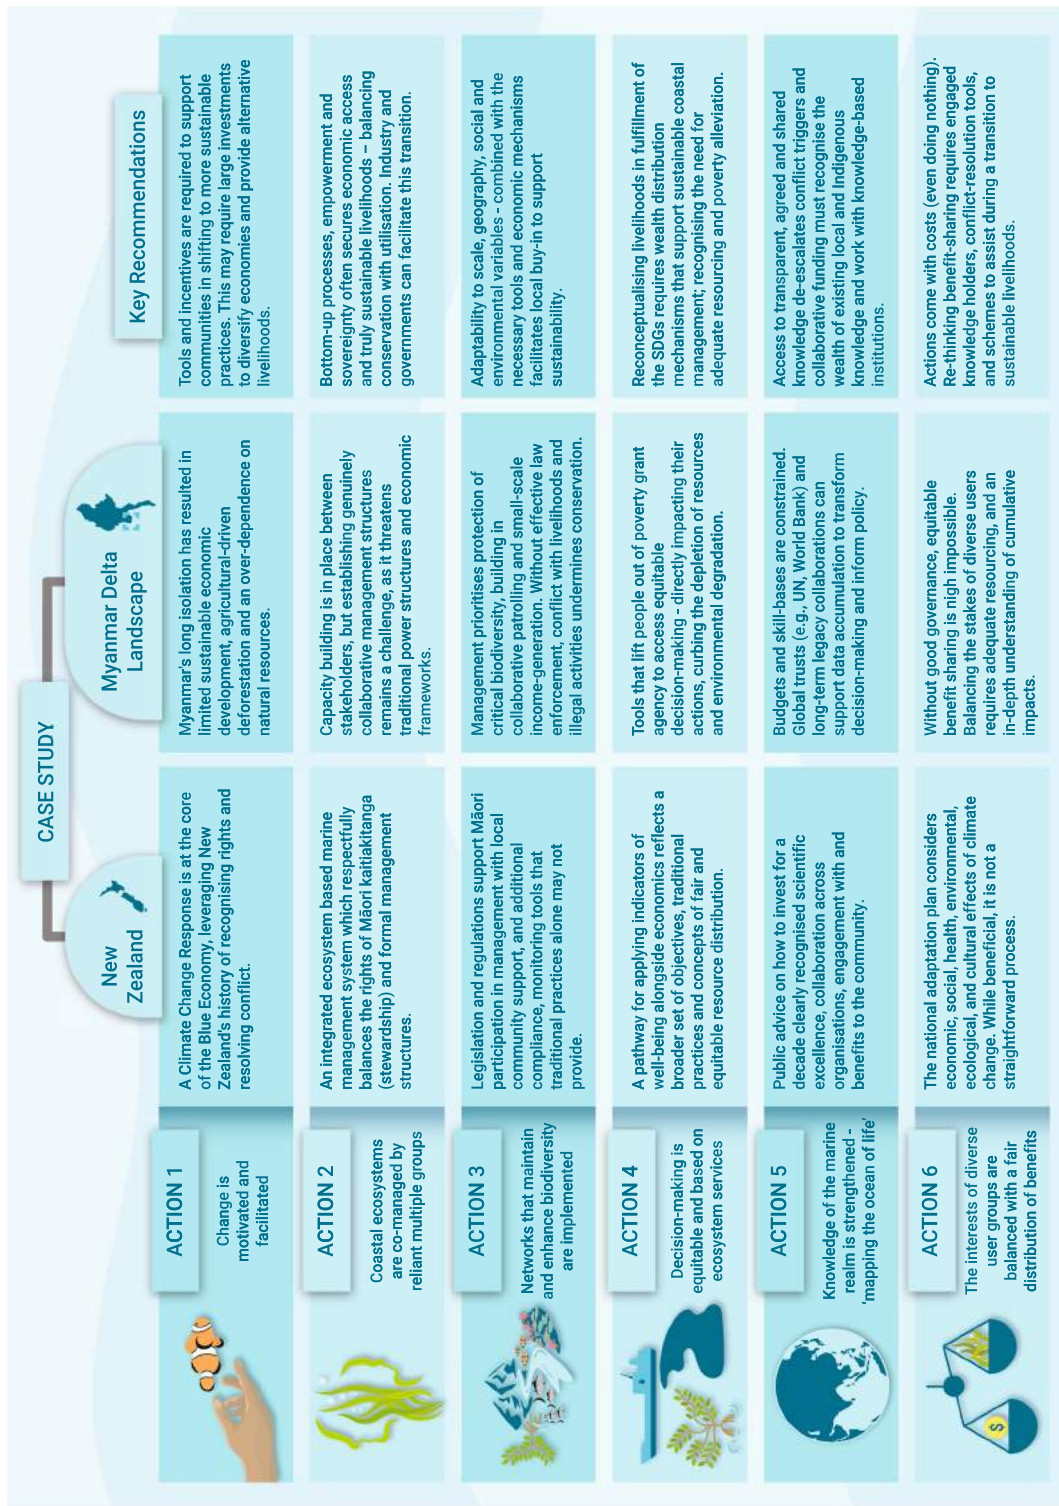 CASE STUDY
New
Zealand
Myanmar Delta
Landscape
Key Recommendations
ACTION 1
Change is
motivated and
facilitated
A Climate Change Response is at the core
of the Blue Economy, leveraging New
Zealand's history of recognising rights and
resolving conflict.
Myanmar's long isolation has resulted in
limited sustainable economic
development, agricultural-driven
deforestation and an over-dependence on
natural resources.
Tools and incentives are required to support
communities in shifting to more sustainable
practices. This may require large investments
to diversify economies and provide alternative
livelihoods.
ACTION 2
Coastal ecosystems
are co-managed by
reliant multiple groups
An integrated ecosystem based marine
management system which respectfully
balances the rights of Māori kaitiakitanga
(stewardship) and formal management
structures.
Capacity building is in place between
stakeholders, but establishing genuinely
collaborative management structures
remains a challenge, as it threatens
traditional power structures and economic
frameworks.
Bottom-up processes, empowerment and
sovereignty often secures economic access
and truly sustainable livelihoods – balancing
conservation with utilisation. Industry and
governments can facilitate this transition.
ACTION 3
Networks that maintain
and enhance biodiversity
are implemented
Legislation and regulations support Māori
participation in management with local
community support, and additional
compliance, monitoring tools that
traditional practices alone may not
provide.
Management prioritises protection of
critical biodiversity, building in
collaborative patrolling and small-scale
income-generation. Without effective law
enforcement, conflict with livelihoods and
illegal activities undermines conservation.
Adaptability to scale, geography, social and
environmental variables - combined with the
necessary tools and economic mechanisms
facilitates local buy-in to support
sustainability.
ACTION 4
Decision-making is
equitable and based on
ecosystem services
A pathway for applying indicators of
well-being alongside economics reflects a
broader set of objectives, traditional
practices and concepts of fair and
equitable resource distribution.
Tools that lift people out of poverty grant
agency to access equitable
decision-making - directly impacting their
actions, curbing the depletion of resources
and environmental degradation.
Reconceptualising livelihoods in fulfillment of
the SDGs requires wealth distribution
mechanisms that support sustainable coastal
management; recognising the need for
adequate resourcing and poverty alleviation.
ACTION 5
Knowledge of the marine
realm is strengthened -
'mapping the ocean of life'
Public advice on how to invest for a
decade clearly recognised scientific
excellence, collaboration across
organisations, engagement with and
benefits to the community.
Budgets and skill-bases are constrained.
Global trusts (e.g., UN, World Bank) and
long-term legacy collaborations can
support data accumulation to transform
decision-making and inform policy.
Access to transparent, agreed and shared
knowledge de-escalates conflict triggers and
collaborative funding must recognise the
wealth of existing local and Indigenous
knowledge and work with knowledge-based
institutions.
$
ACTION 6
The interests of diverse
user groups are
balanced with a fair
distribution of benefits
The national adaptation plan considers
economic, social, health, environmental,
ecological, and cultural effects of climate
change. While beneficial, it is not a
straightforward process.
Without good governance, equitable
benefit sharing is nigh impossible.
Balancing the stakes of diverse users
requires adequate resourcing, and an
in-depth understanding of cumulative
impacts.
Actions come with costs (even doing nothing).
Re-thinking benefit-sharing requires engaged
knowledge holders, conflict-resolution tools,
and schemes to assist during a transition to
sustainable livelihoods.